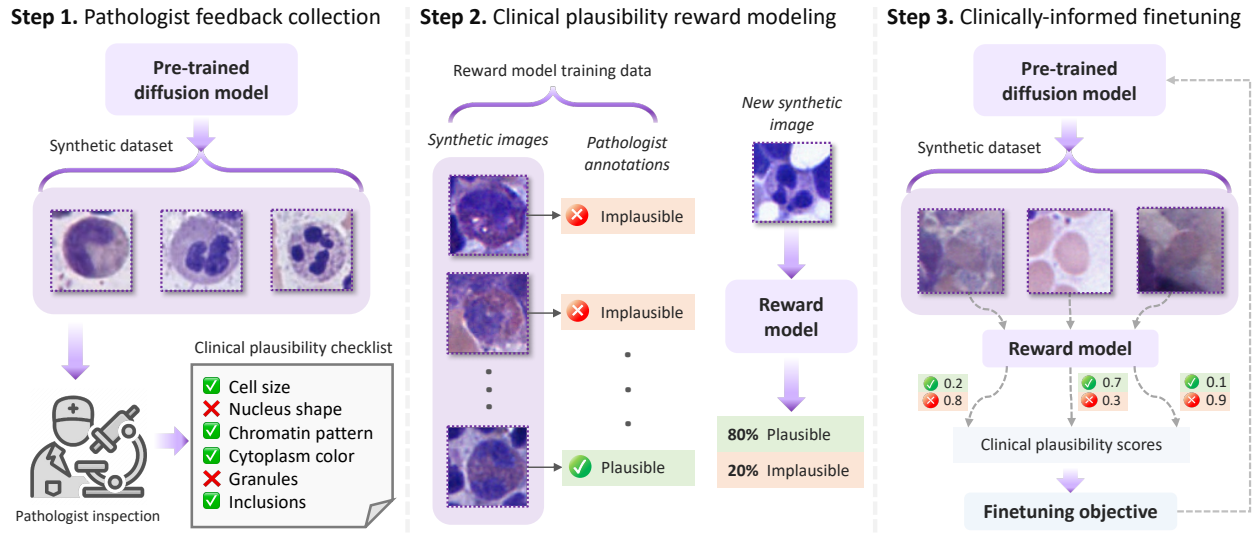 Step 1. Pathologist feedback collection
Pre-trained
diffusion model
Synthetic dataset
Pathologist inspection
Clinical plausibility checklist
Cell size
Nucleus shape
Chromatin pattern
Cytoplasm color
Granules
Inclusions
Step 2. Clinical plausibility reward modeling
Reward model training data
Synthetic images
Pathologist
annotations
Implausible
Implausible
Plausible
New synthetic
image
Reward
model
80% Plausible
20% Implausible
Step 3. Clinically-informed finetuning
Pre-trained
diffusion model
Synthetic dataset
Reward model
0.2
0.8
0.7
0.3
0.1
0.9
Clinical plausibility scores
Finetuning objective